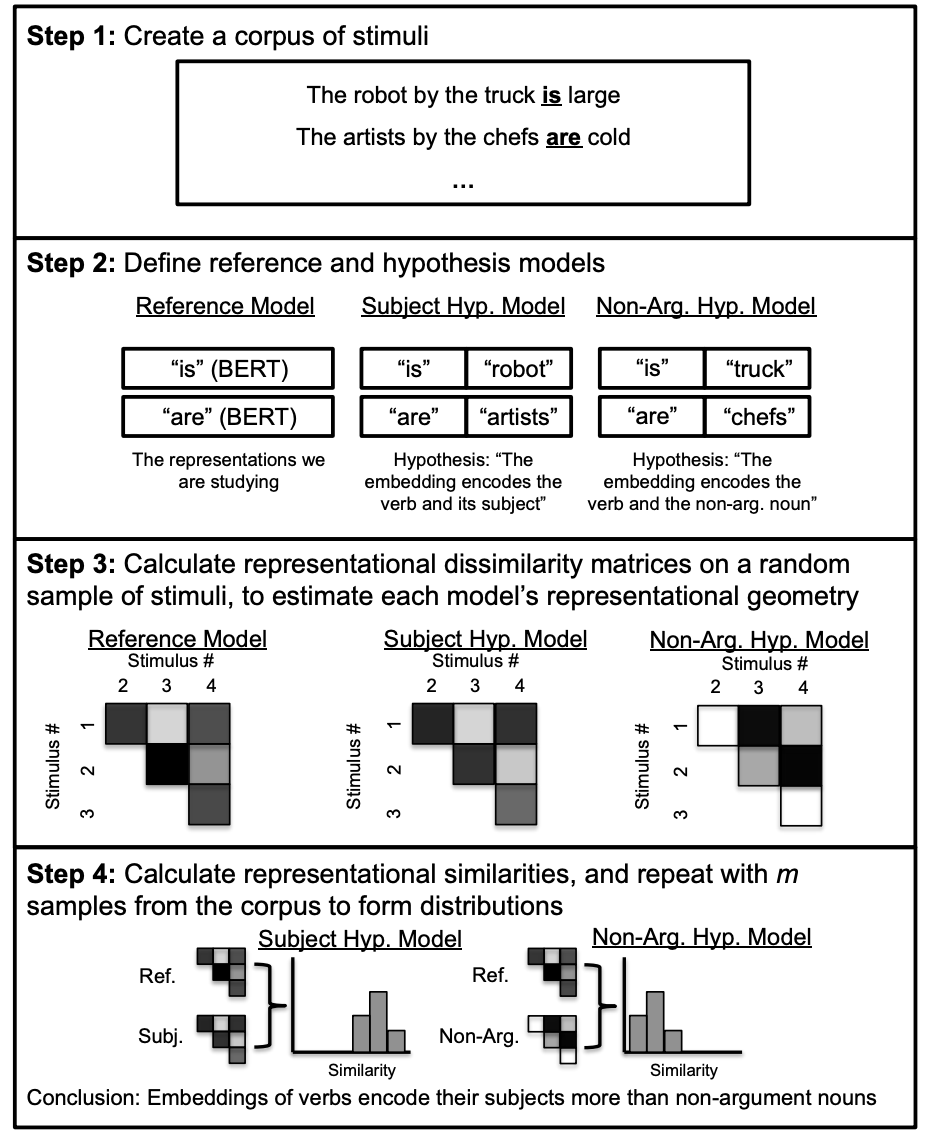 Step 1: Create a corpus of stimuli
The robot by the truck is large
The artists by the chefs are cold
...
Step 2: Define reference and hypothesis models
Reference Model
Subject Hyp. Model
Non-Arg. Hyp. Model
“is” (BERT)
“is” “robot”
“is” “truck”
“are” (BERT)
“are” “artists”
“are” “chefs”
The representations we
are studying
Hypothesis: “The
embedding encodes the
verb and its subject”
Hypothesis: “The
embedding encodes the
verb and the non-arg. noun”
Step 3: Calculate representational dissimilarity matrices on a random
sample of stimuli, to estimate each model’s representational geometry
Reference Model
Stimulus #
2 3 4
Stimulus #
1
2
3
Subject Hyp. Model
Stimulus #
2 3 4
Stimulus #
1
2
3
Non-Arg. Hyp. Model
Stimulus #
2 3 4
Stimulus #
1
2
3
Step 4: Calculate representational similarities, and repeat with m
samples from the corpus to form distributions
Subject Hyp. Model
Ref.
Subj.
Similarity
Non-Arg. Hyp. Model
Ref.
Non-Arg.
Similarity
Conclusion: Embeddings of verbs encode their subjects more than non-argument nouns